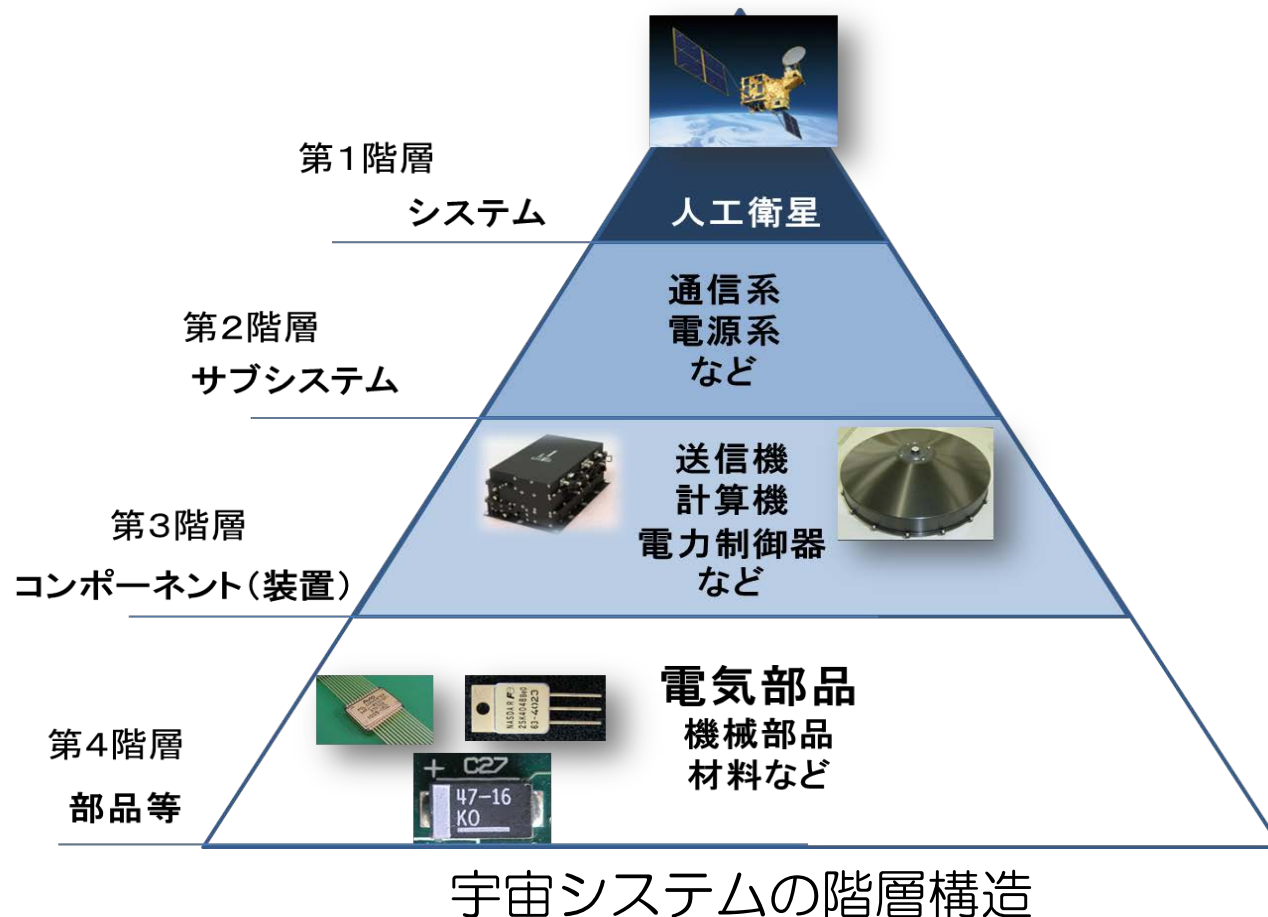 第１階層
システム
人工衛星
第２階層
サブシステム
通信系
電源系
など
第３階層
コンポーネント（装置）
送信機
計算機
電力制御器
など
第４階層
部品等
電気部品
機械部品
材料など
NASDA R F
63-4023
+ C27
47-16
KO
宇宙システムの階層構造